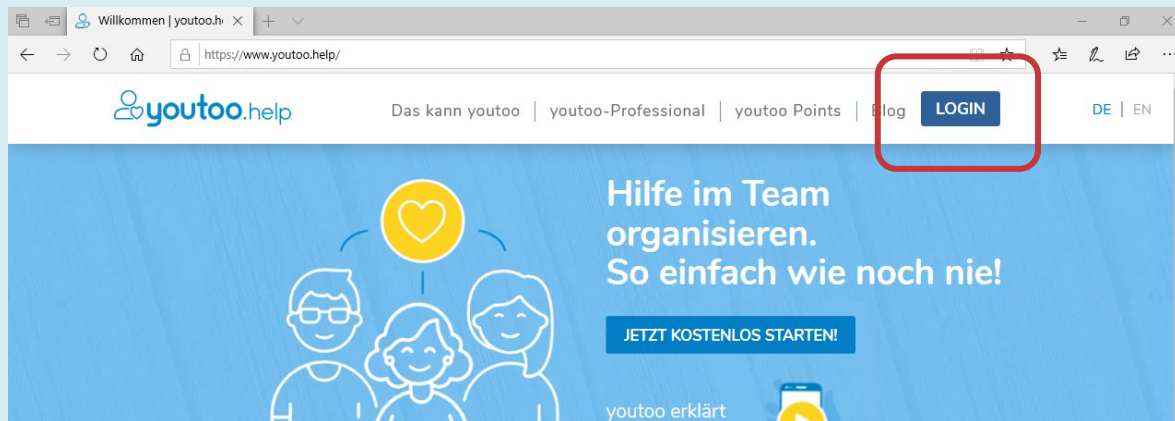 Willkommen | youtoo.h
https://www.youtoo.help/
youtoo.help
Das kann youtoo | youtoo-Professional | youtoo Points | Blog LOGIN DE | EN
Hilfe im Team
organisieren.
So einfach wie noch nie!
JETZT KOSTENLOS STARTEN!
youtoo erklärt